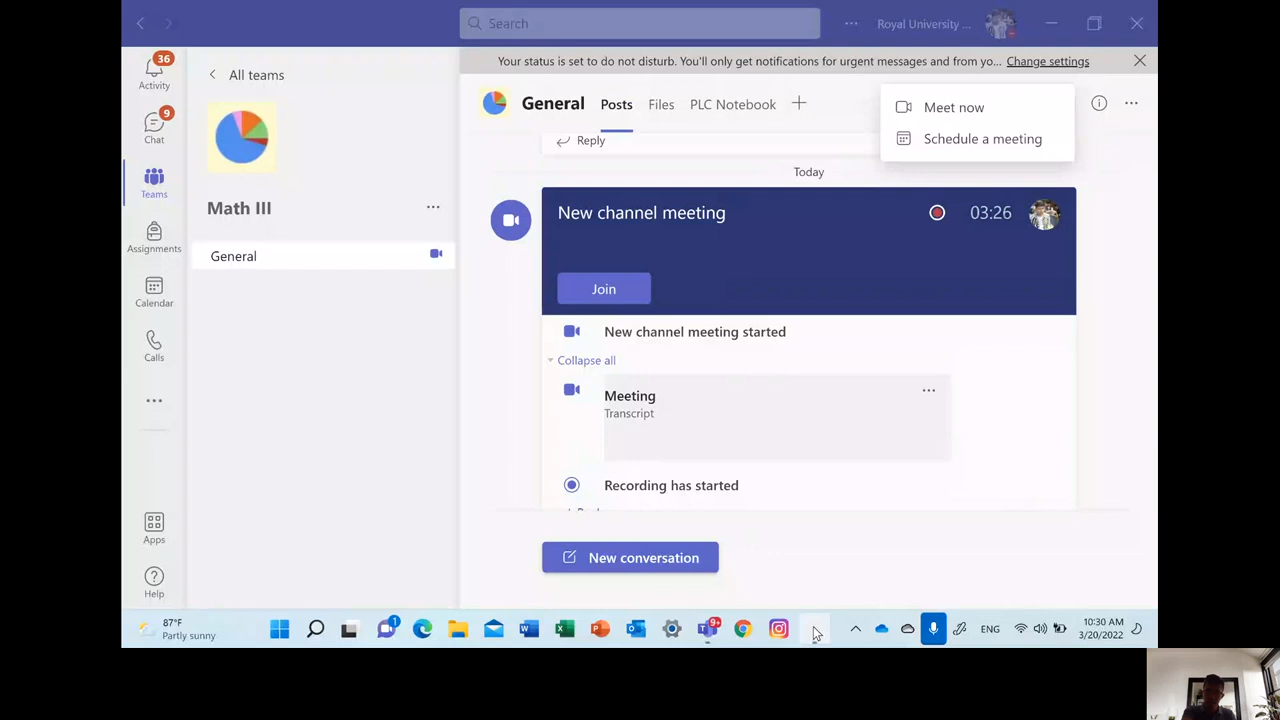 Search
Royal University ...
36
Activity
All teams
Your status is set to do not disturb. You'll only get notifications for urgent messages and from yo... Change settings
General Posts Files PLC Notebook
Meet now
Schedule a meeting
9
Chat
Reply
Today
Teams
Math III
New channel meeting
03:26
Assignments
General
Join
Calendar
New channel meeting started
Calls
Collapse all
Meeting
Transcript
Recording has started
Apps
New conversation
Help
87°F
Partly sunny
1
9+
ENG
10:30 AM
3/20/2022